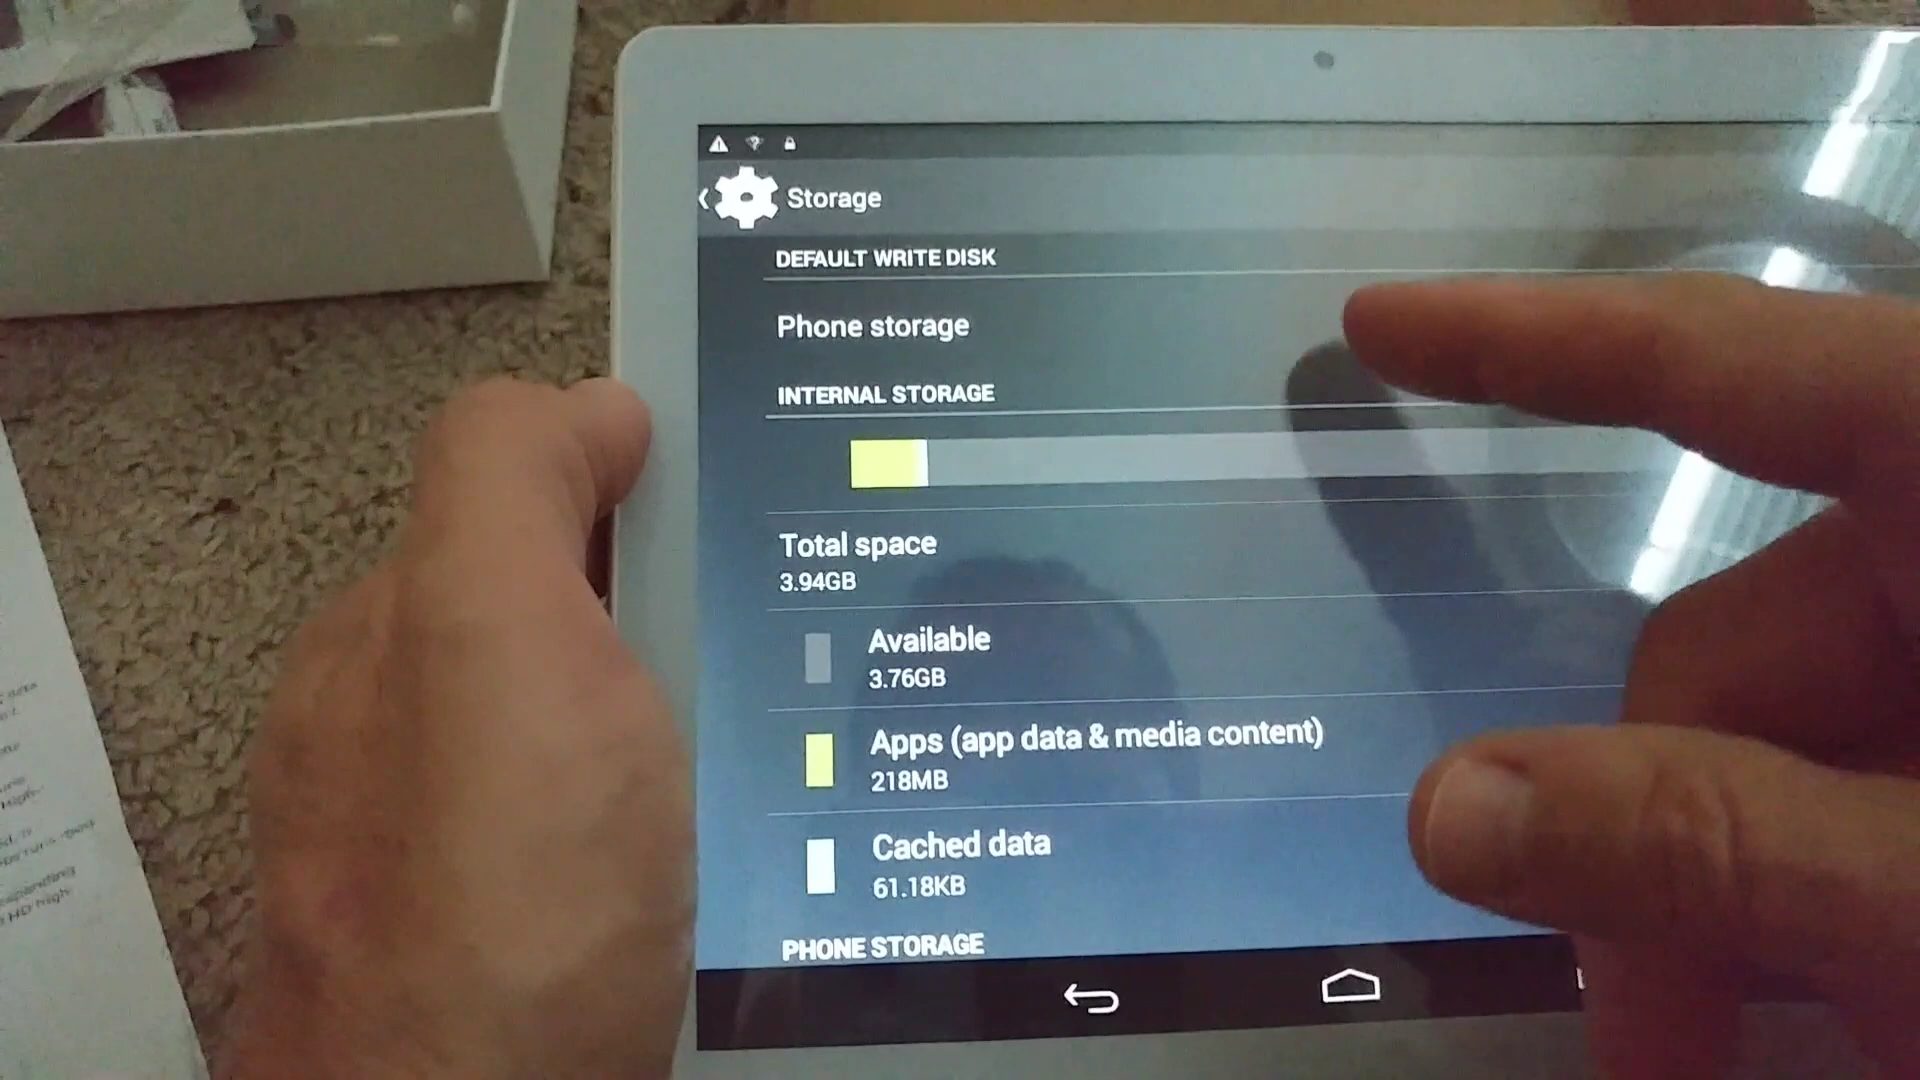 Storage
DEFAULT WRITE DISK
Phone storage
INTERNAL STORAGE
Total space
3.94GB
Available
3.76GB
Apps (app data & media content)
218MB
Cached data
61.18KB
PHONE STORAGE